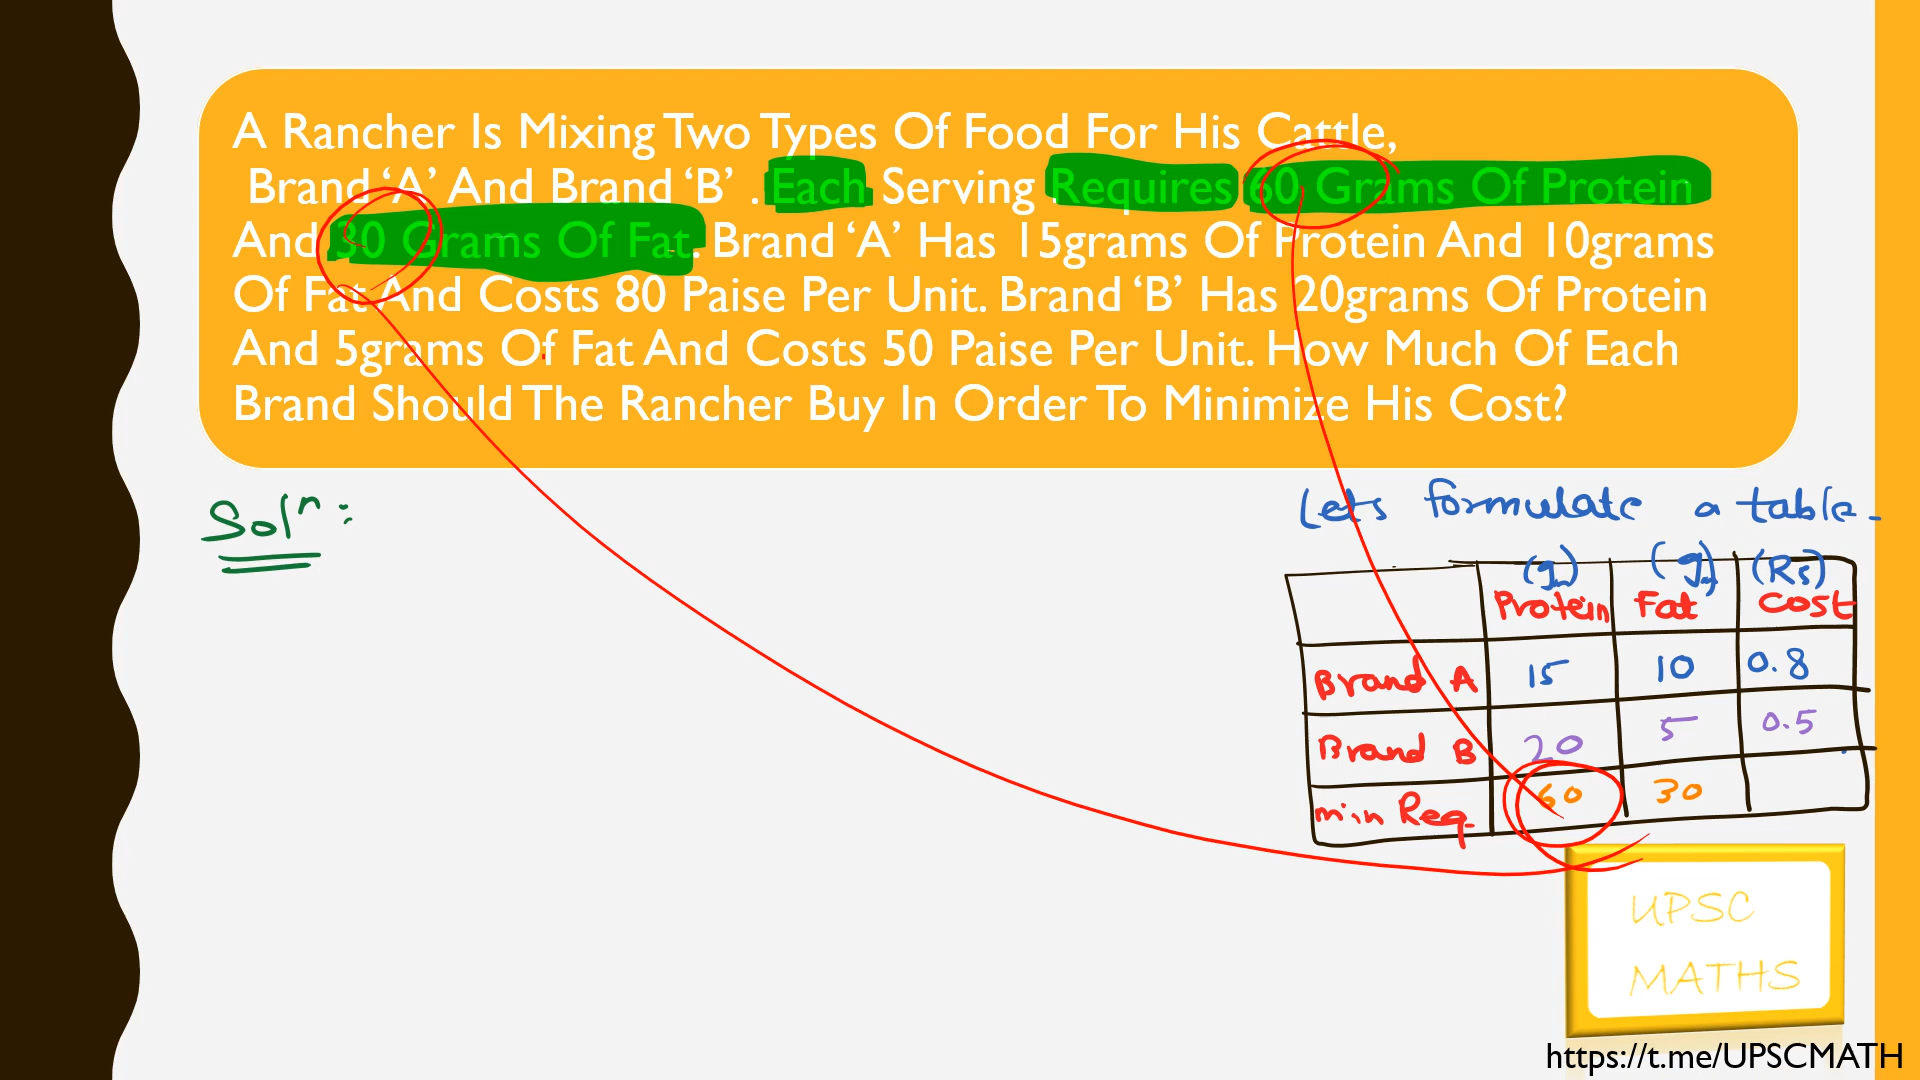 A Rancher Is Mixing Two Types Of Food For His Cattle,
Brand ‘A’ And Brand ‘B’ . Each Serving Requires 60 Grams Of Protein
And 30 Grams Of Fat. Brand ‘A’ Has 15grams Of Protein And 10grams
Of Fat And Costs 80 Paise Per Unit. Brand ‘B’ Has 20grams Of Protein
And 5grams Of Fat And Costs 50 Paise Per Unit. How Much Of Each
Brand Should The Rancher Buy In Order To Minimize His Cost?
Solⁿ:
Lets formulate a table.
(gm) (gm) (Rs)
Protein Fat Cost
Brand A 15 10 0.8
Brand B 20 5 0.5
min Req. 60 30
UPSC
MATHS
https://t.me/UPSCMATH